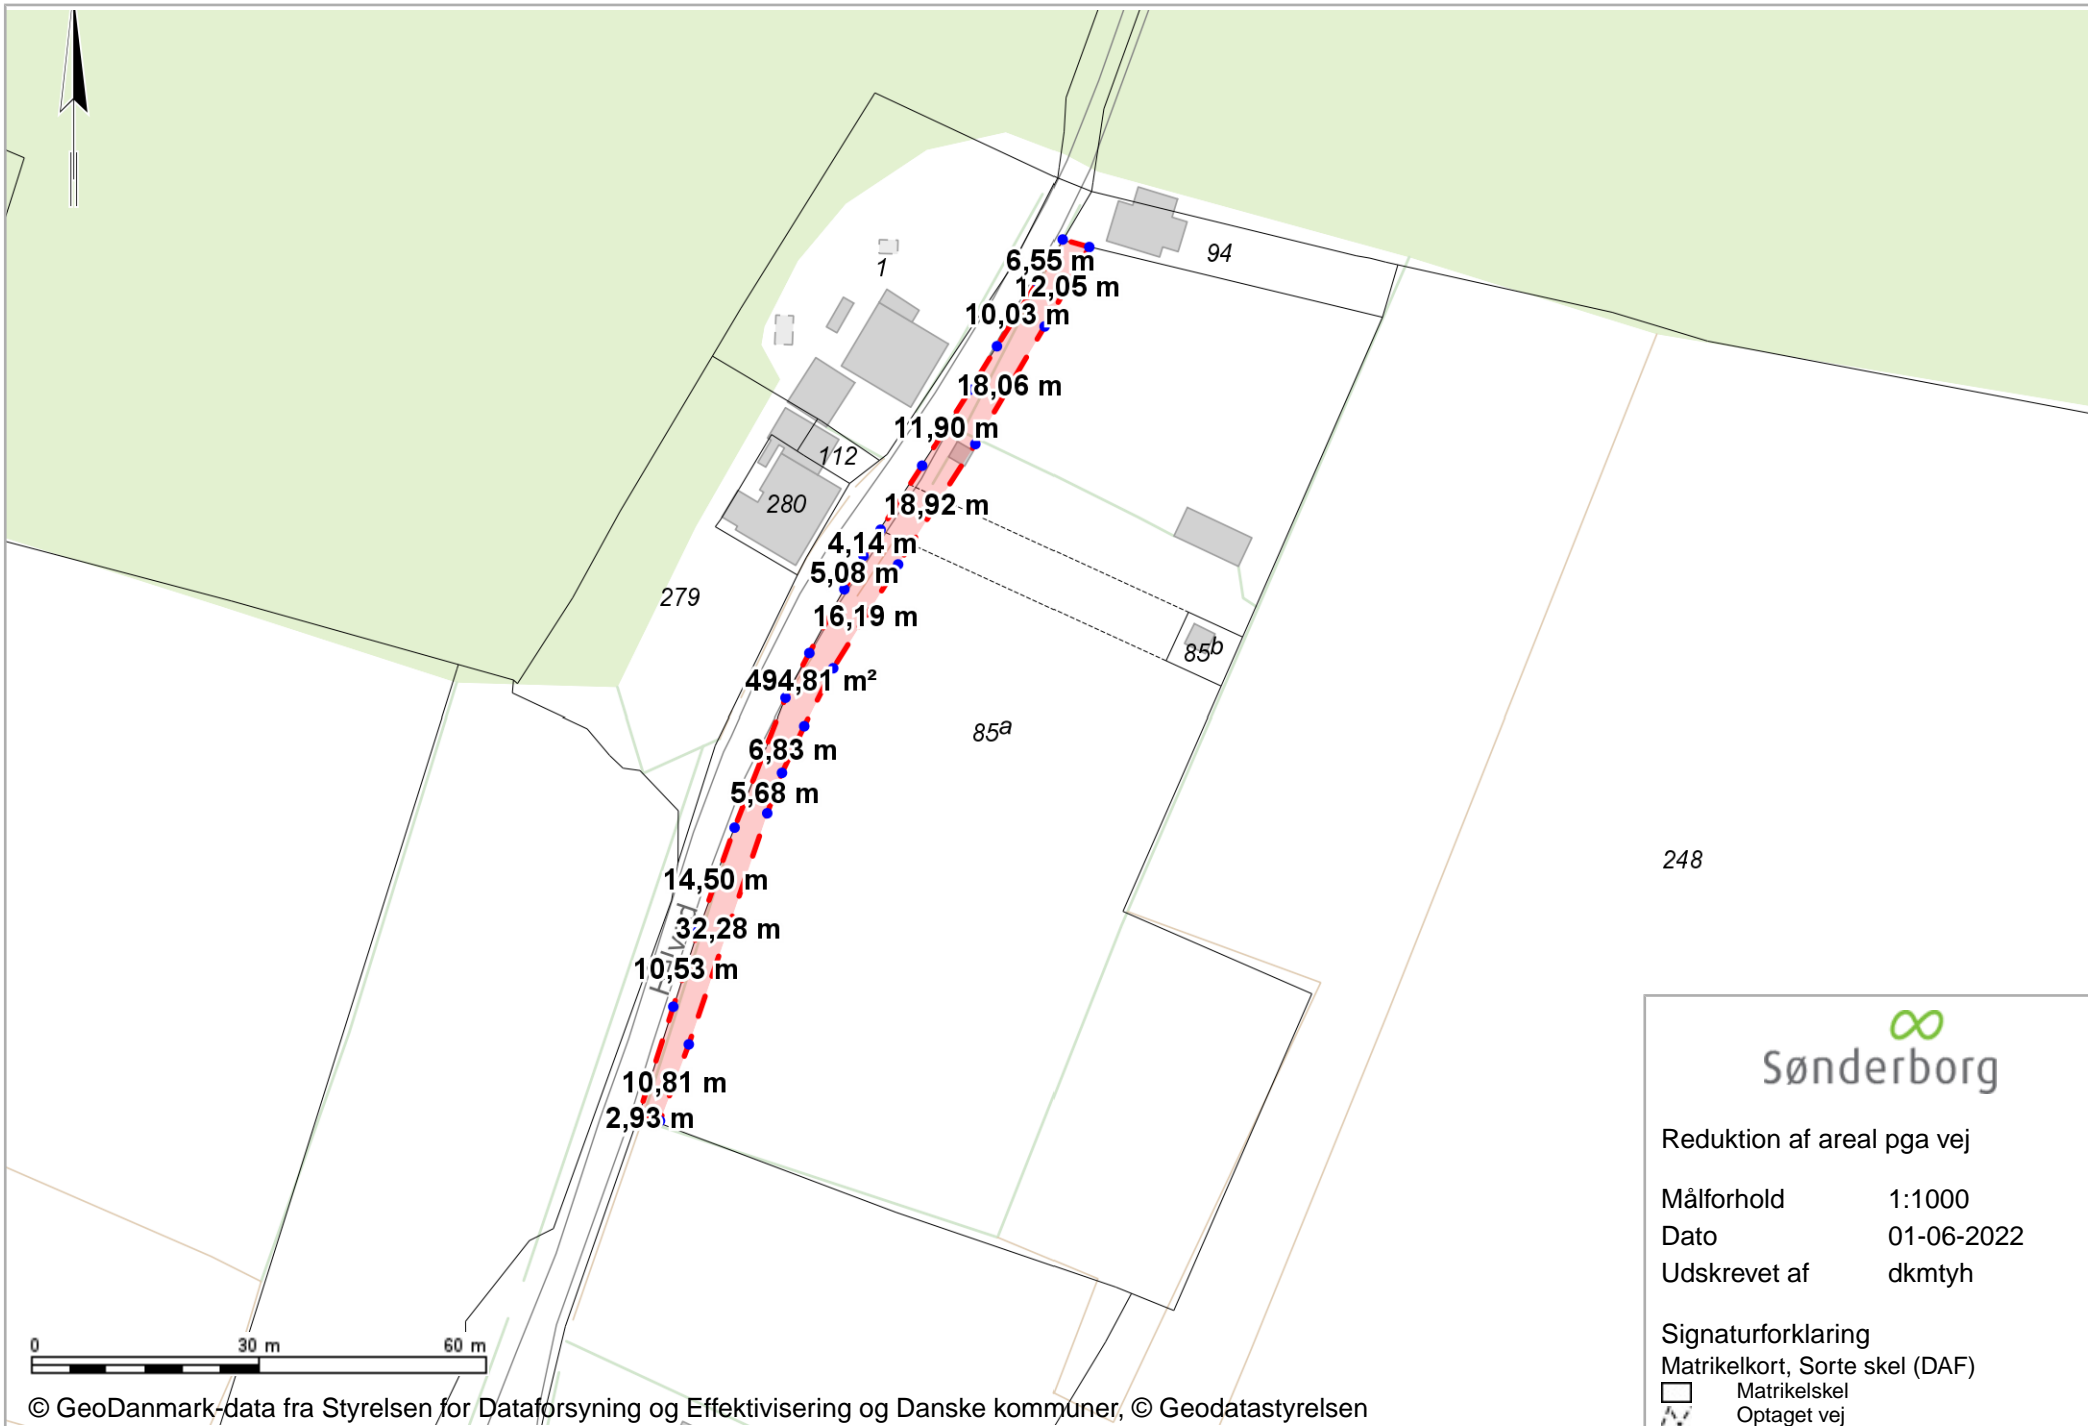 94
1
6,55 m
12,05 m
10,03 m
18,06 m
11,90 m
112
280
18,92 m
4,14 m
5,08 m
279
16,19 m
85b
494,81 m²
85a
6,83 m
5,68 m
248
14,50 m
32,28 m
10,53 m
10,81 m
2,93 m
Sønderborg
Reduktion af areal pga vej
Målforhold 1:1000
Dato 01-06-2022
Udskrevet af dkmtyh
Signaturforklaring
Matrikelkort, Sorte skel (DAF)
Matrikelskel
Optaget vej
0 30 m 60 m
© GeoDanmark-data fra Styrelsen for Dataforsyning og Effektivisering og Danske kommuner, © Geodatastyrelsen